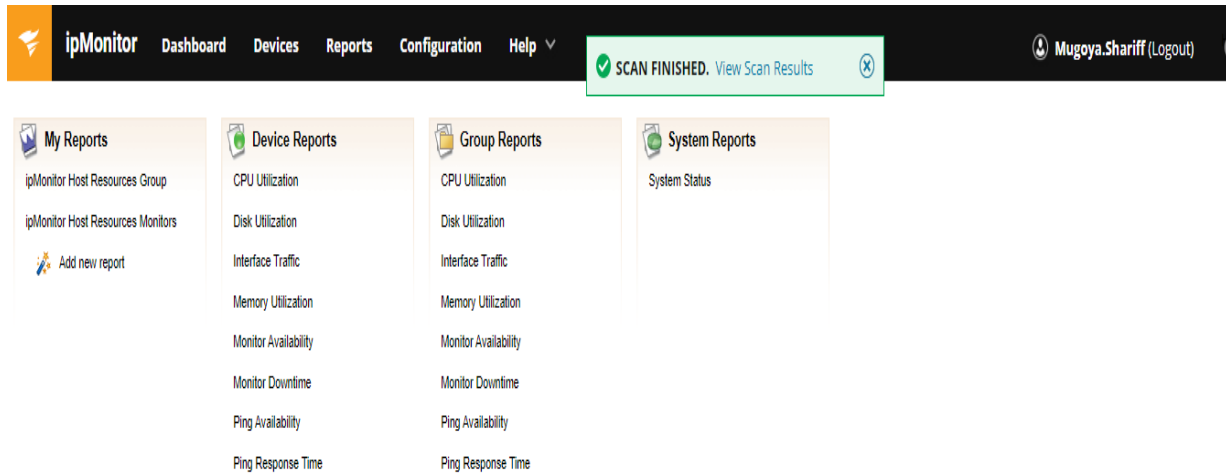 ipMonitor Dashboard Devices Reports Configuration Help
SCAN FINISHED. View Scan Results
Mugoya.Shariff (Logout)
My Reports
ipMonitor Host Resources Group
ipMonitor Host Resources Monitors
Add new report
Device Reports
CPU Utilization
Disk Utilization
Interface Traffic
Memory Utilization
Monitor Availability
Monitor Downtime
Ping Availability
Ping Response Time
Group Reports
CPU Utilization
Disk Utilization
Interface Traffic
Memory Utilization
Monitor Availability
Monitor Downtime
Ping Availability
Ping Response Time
System Reports
System Status